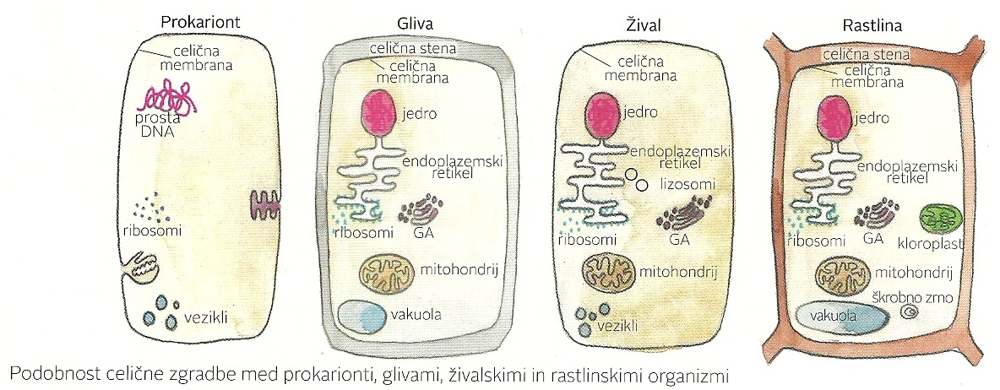 Prokariont
celična
membrana
prosta
DNA
ribosomi
vezikli
Gliva
celična stena
celična
membrana
jedro
endoplazemski
retikel
ribosomi
GA
mitohondrij
vakuola
Žival
celična
membrana
jedro
endoplazemski
retikel
lizosomi
ribosomi
GA
mitohondrij
vezikli
Rastlina
celična stena
celična
membrana
jedro
endoplazemski
retikel
ribosomi
GA
kloroplast
mitohondrij
škrobno zrno
vakuola
Podobnost celične zgradbe med prokarionti, glivami, živalskimi in rastlinskimi organizmi